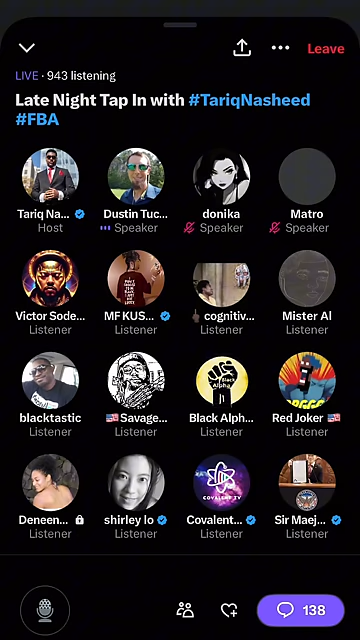 Leave
LIVE · 943 listening
Late Night Tap In with #TariqNasheed
#FBA
Tariq Na... Dustin Tuc... donika Matro
Host Speaker Speaker Speaker
Victor Sode... MF KUS... cognitiv... Mister Al
Listener Listener Listener Listener
blacktastic Savage... Black Alph... Red Joker
Listener Listener Listener Listener
Deneen... shirley lo Covalent... Sir Maej...
Listener Listener Listener Listener
138